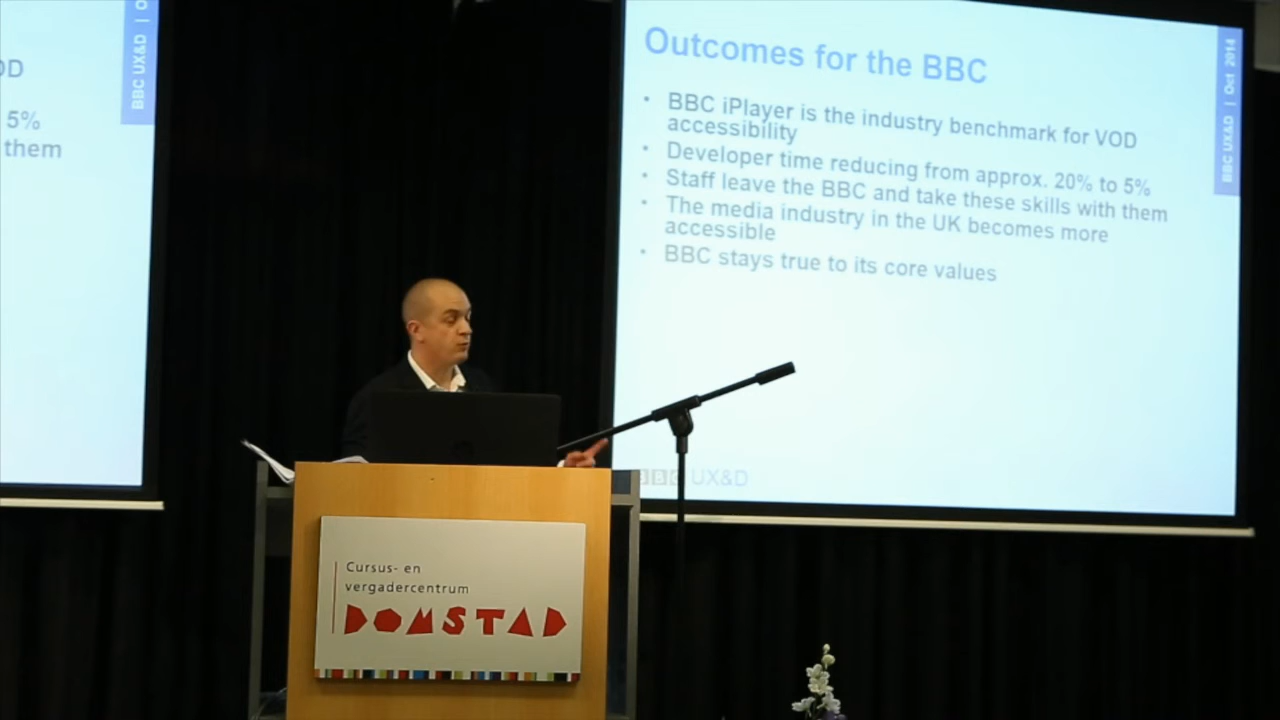 OD
5%
them
BBC UX&D | O
Outcomes for the BBC
• BBC iPlayer is the industry benchmark for VOD
accessibility
• Developer time reducing from approx. 20% to 5%
• Staff leave the BBC and take these skills with them
• The media industry in the UK becomes more
accessible
• BBC stays true to its core values
BBC UX&D | Oct 2014
BBC UX&D
Cursus- en
vergadercentrum
DOMSTAD